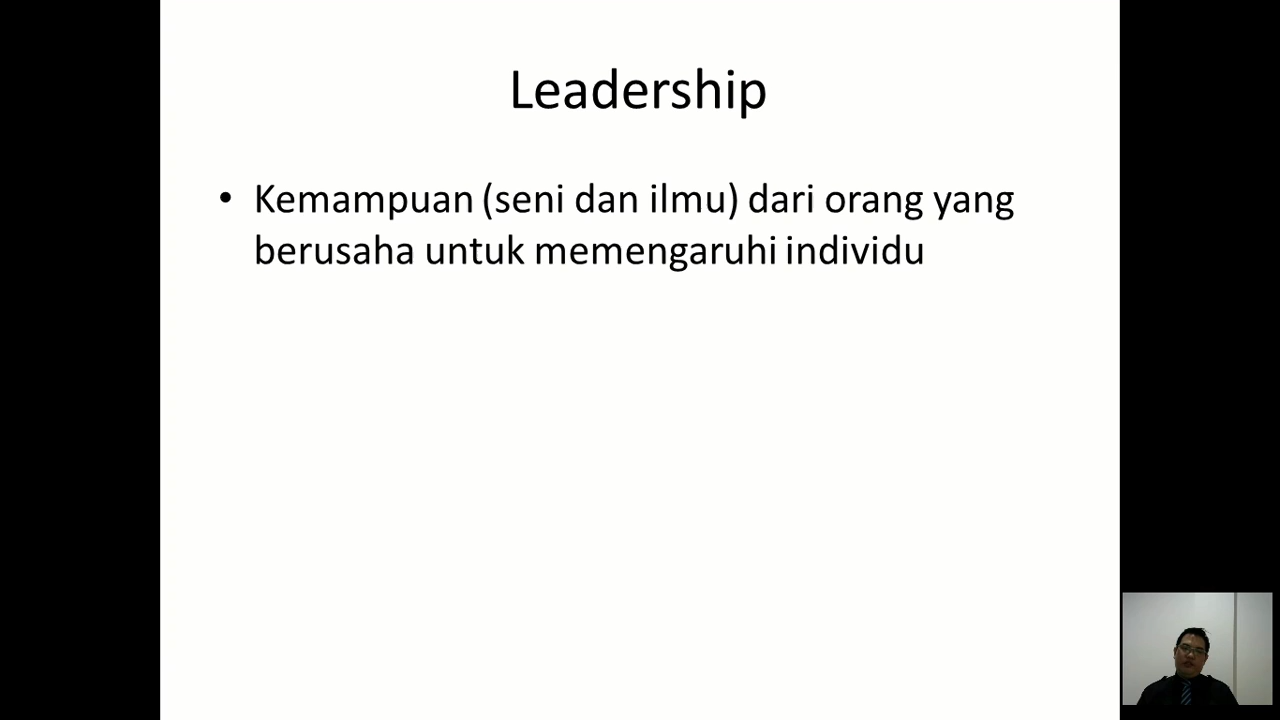 Leadership
• Kemampuan (seni dan ilmu) dari orang yang
berusaha untuk memengaruhi individu